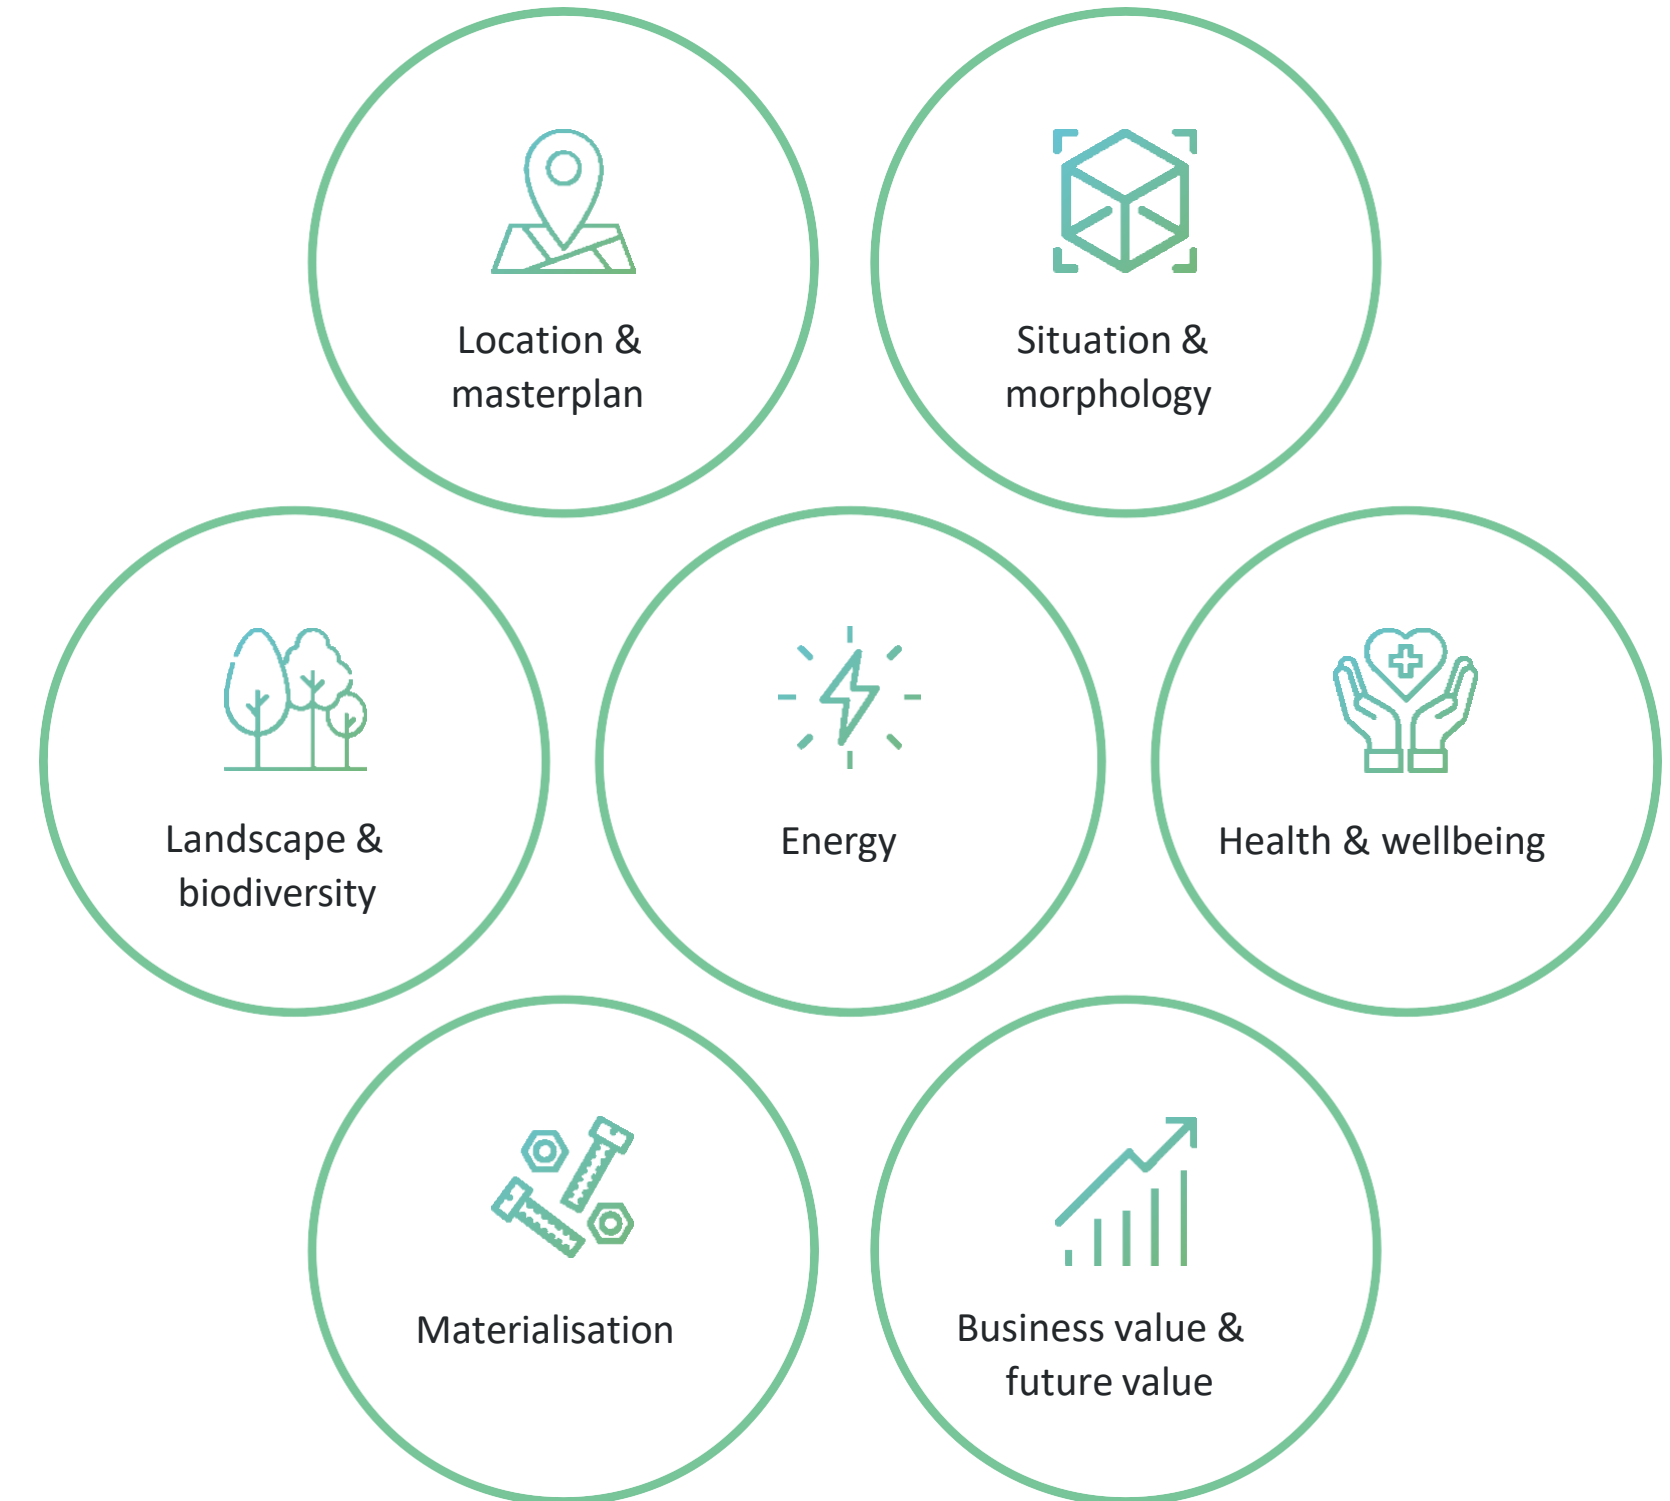 Location &
masterplan
Situation &
morphology
Landscape &
biodiversity
Energy
Health & wellbeing
Materialisation
Business value &
future value